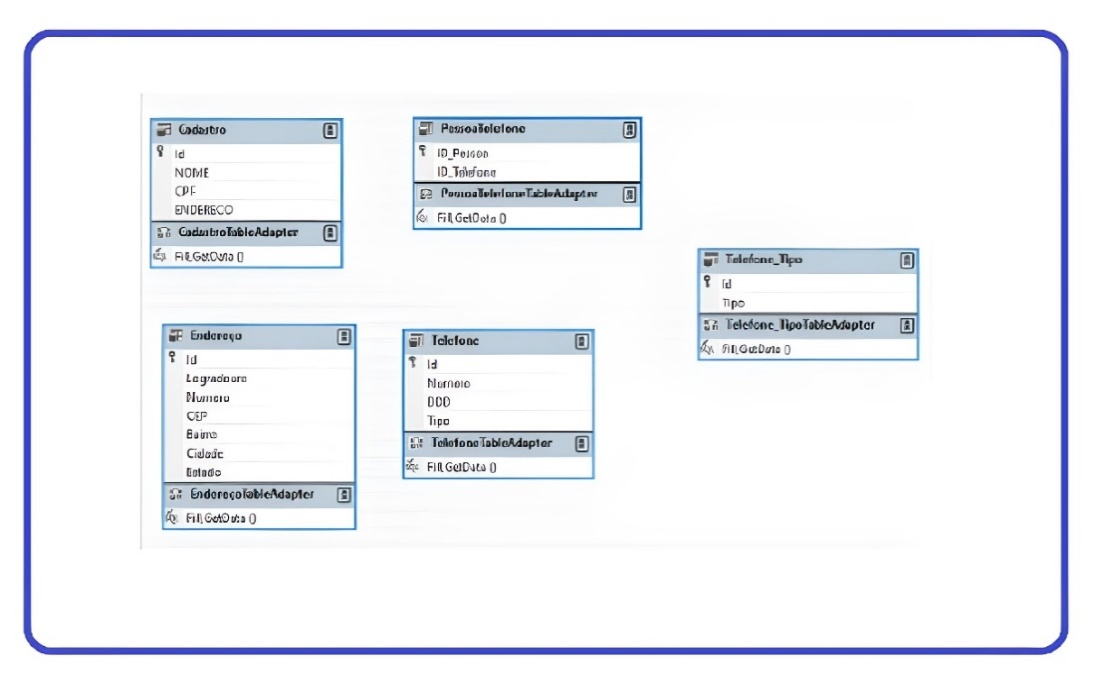 Cadastro
Id
NOME
CPF
ENDERECO
CadastroTableAdapter
Fill,GetData ()
PessoaTelefone
ID_Pessoa
ID_Telefone
PessoaTelefoneTableAdapter
Fill,GetData ()
Telefone_Tipo
Id
Tipo
Telefone_TipoTableAdapter
Fill,GetData ()
Endereço
Id
Logradouro
Numero
CEP
Bairro
Cidade
Estado
EndereçoTableAdapter
Fill,GetData ()
Telefone
Id
Numero
DDD
Tipo
TelefoneTableAdapter
Fill,GetData ()